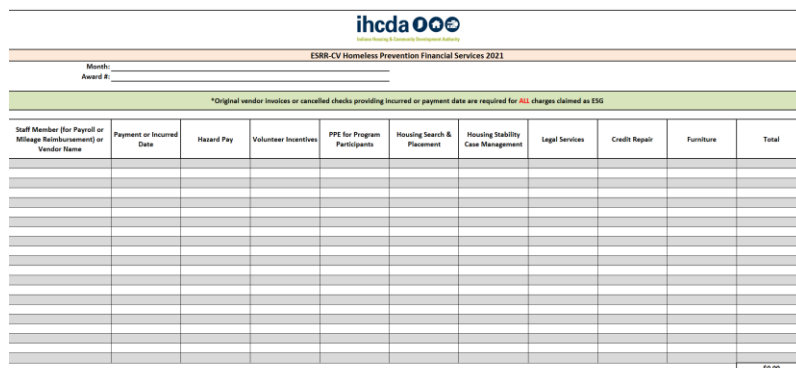 ihcda
Indiana Housing & Community Development Authority
ESRR-CV Homeless Prevention Financial Services 2021
Month:
Award #:
*Original vendor invoices or cancelled checks providing incurred or payment date are required for ALL charges claimed as ESG
Staff Member (for Payroll or Mileage Reimbursement) or Vendor Name
Payment or Incurred Date
Hazard Pay
Volunteer Incentives
PPE for Program Participants
Housing Search & Placement
Housing Stability Case Management
Legal Services
Credit Repair
Furniture
Total
$0.00